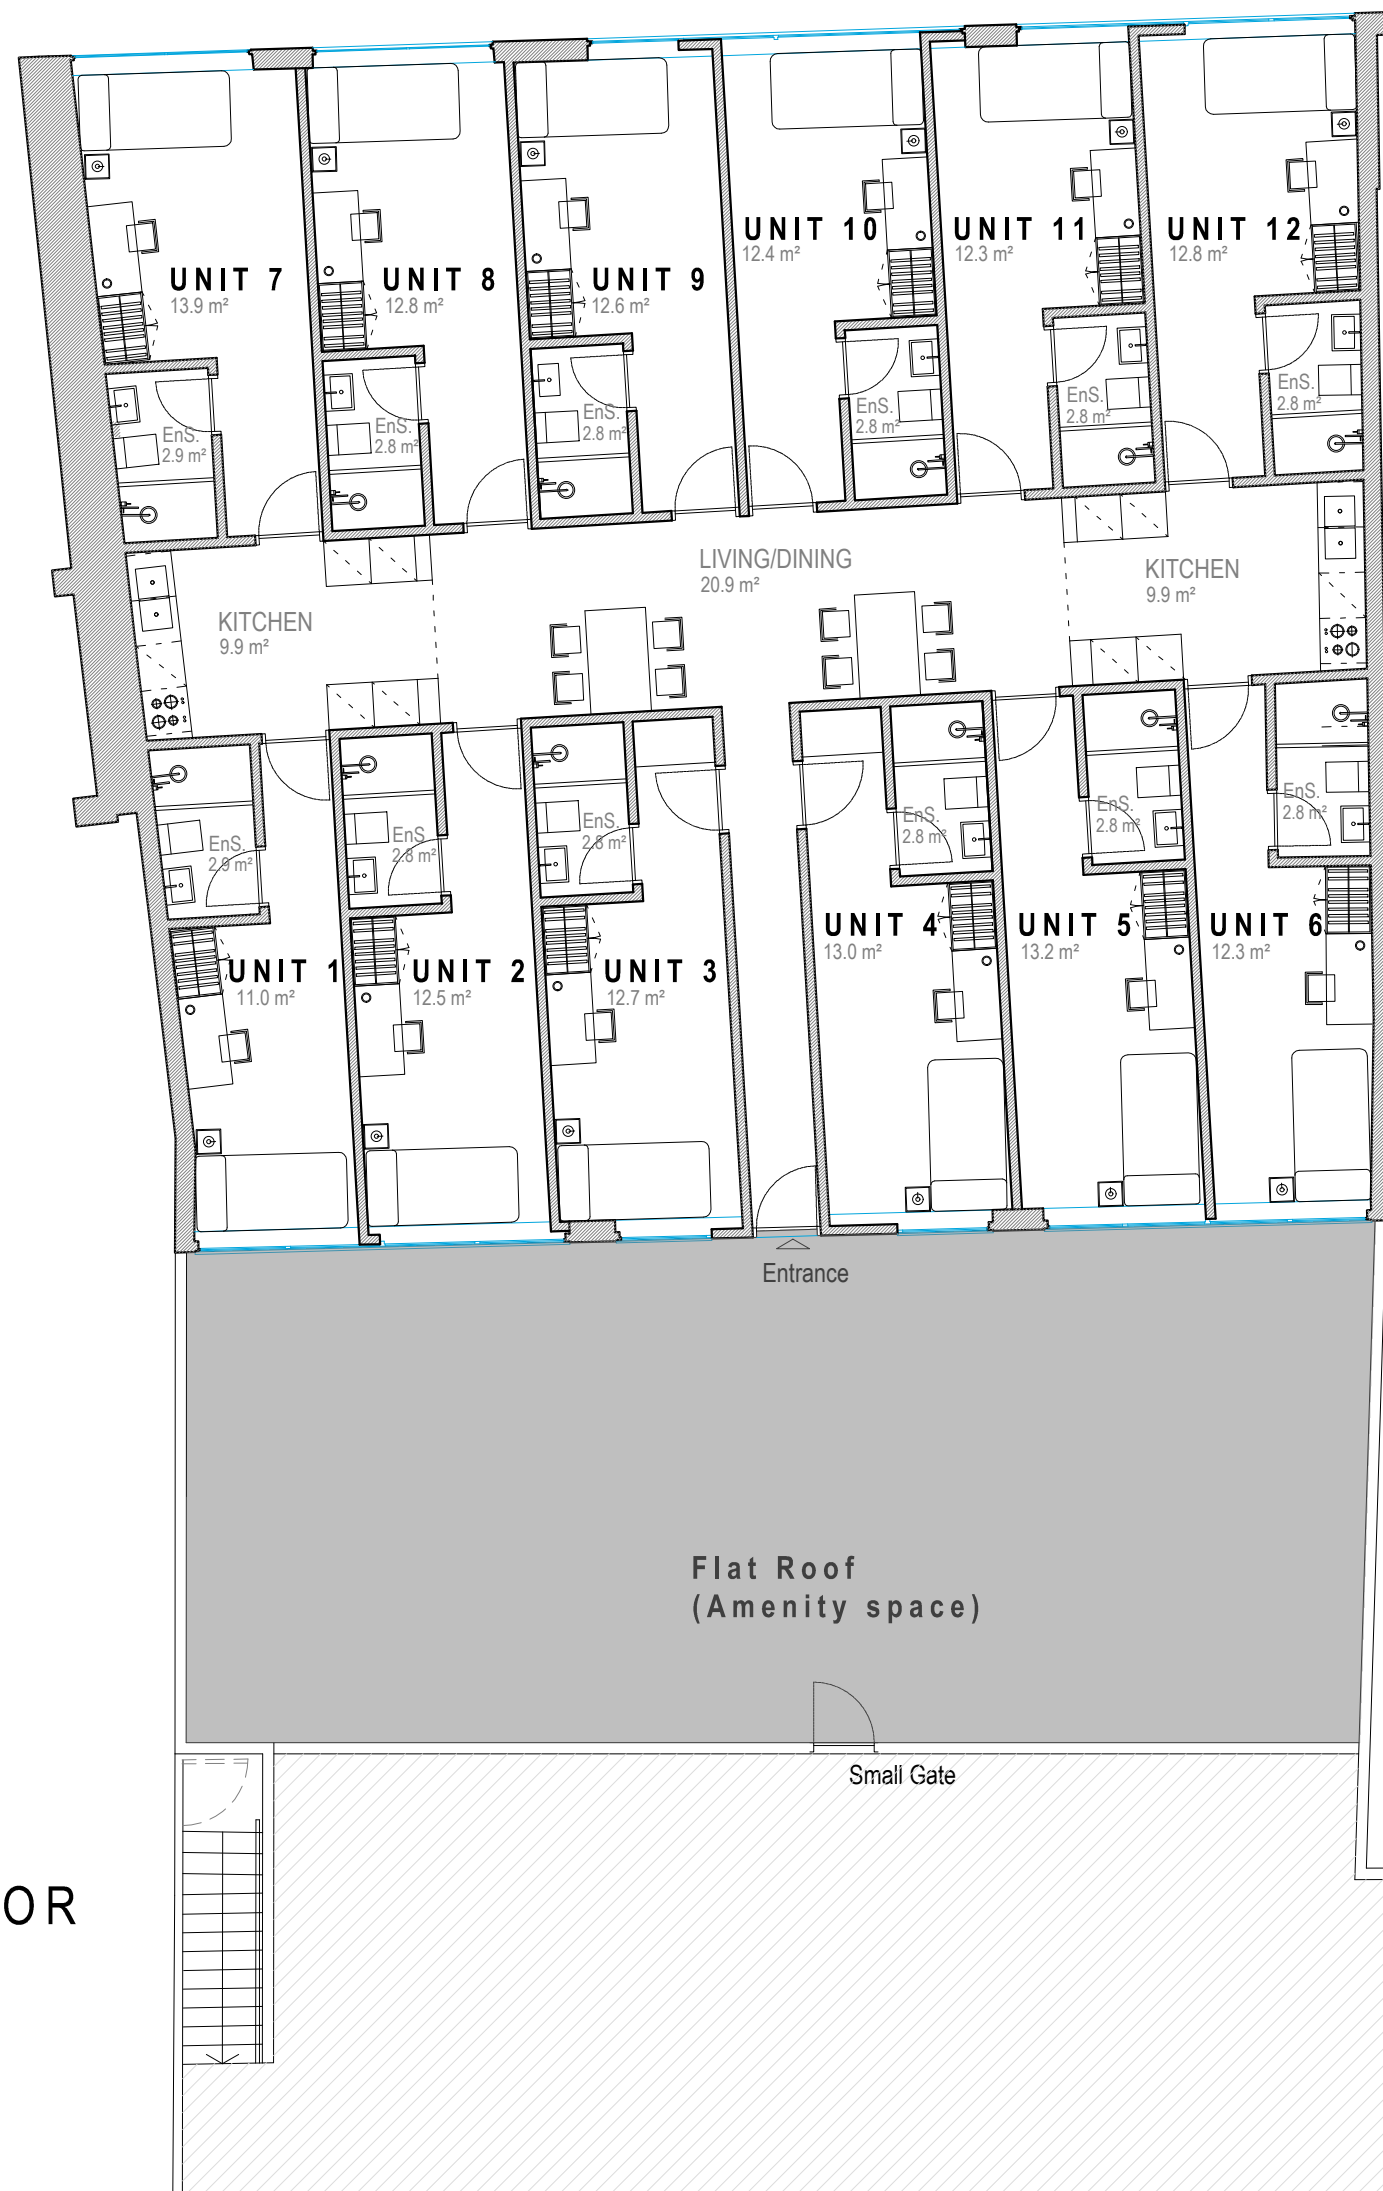 UNIT 10
12.4 m²
UNIT 11
12.3 m²
UNIT 12
12.8 m²
UNIT 7
13.9 m²
UNIT 8
12.8 m²
UNIT 9
12.6 m²
EnS.
2.9 m²
EnS.
2.8 m²
EnS.
2.8 m²
EnS.
2.8 m²
EnS.
2.8 m²
EnS.
2.8 m²
LIVING/DINING
20.9 m²
KITCHEN
9.9 m²
KITCHEN
9.9 m²
EnS.
2.9 m²
EnS.
2.8 m²
EnS.
2.8 m²
EnS.
2.8 m²
EnS.
2.8 m²
EnS.
2.8 m²
UNIT 1
11.0 m²
UNIT 2
12.5 m²
UNIT 3
12.7 m²
UNIT 4
13.0 m²
UNIT 5
13.2 m²
UNIT 6
12.3 m²
Entrance
Flat Roof
(Amenity space)
Small Gate
OR